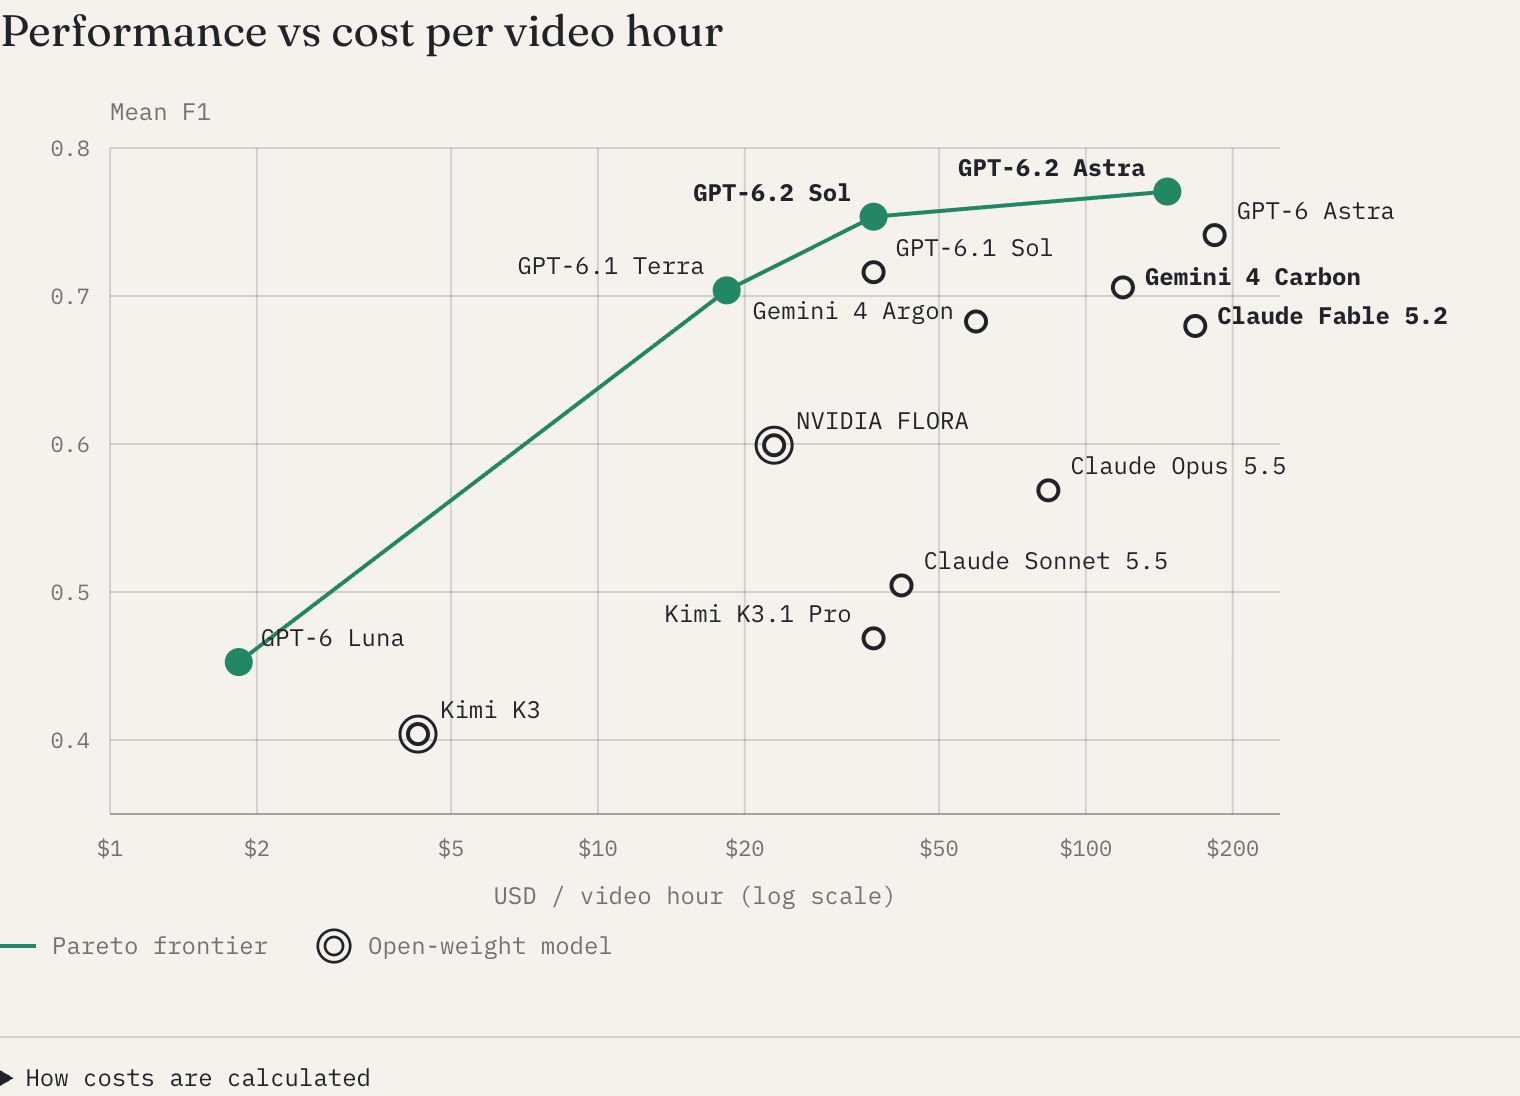 Performance vs cost per video hour
Mean F1
0.8
GPT-6.2 Astra
GPT-6.2 Sol
GPT-6 Astra
GPT-6.1 Sol
GPT-6.1 Terra
Gemini 4 Carbon
0.7
Gemini 4 Argon
Claude Fable 5.2
NVIDIA FLORA
0.6
Claude Opus 5.5
Claude Sonnet 5.5
0.5
Kimi K3.1 Pro
GPT-6 Luna
Kimi K3
0.4
$1 $2 $5 $10 $20 $50 $100 $200
USD / video hour (log scale)
Pareto frontier Open-weight model
How costs are calculated